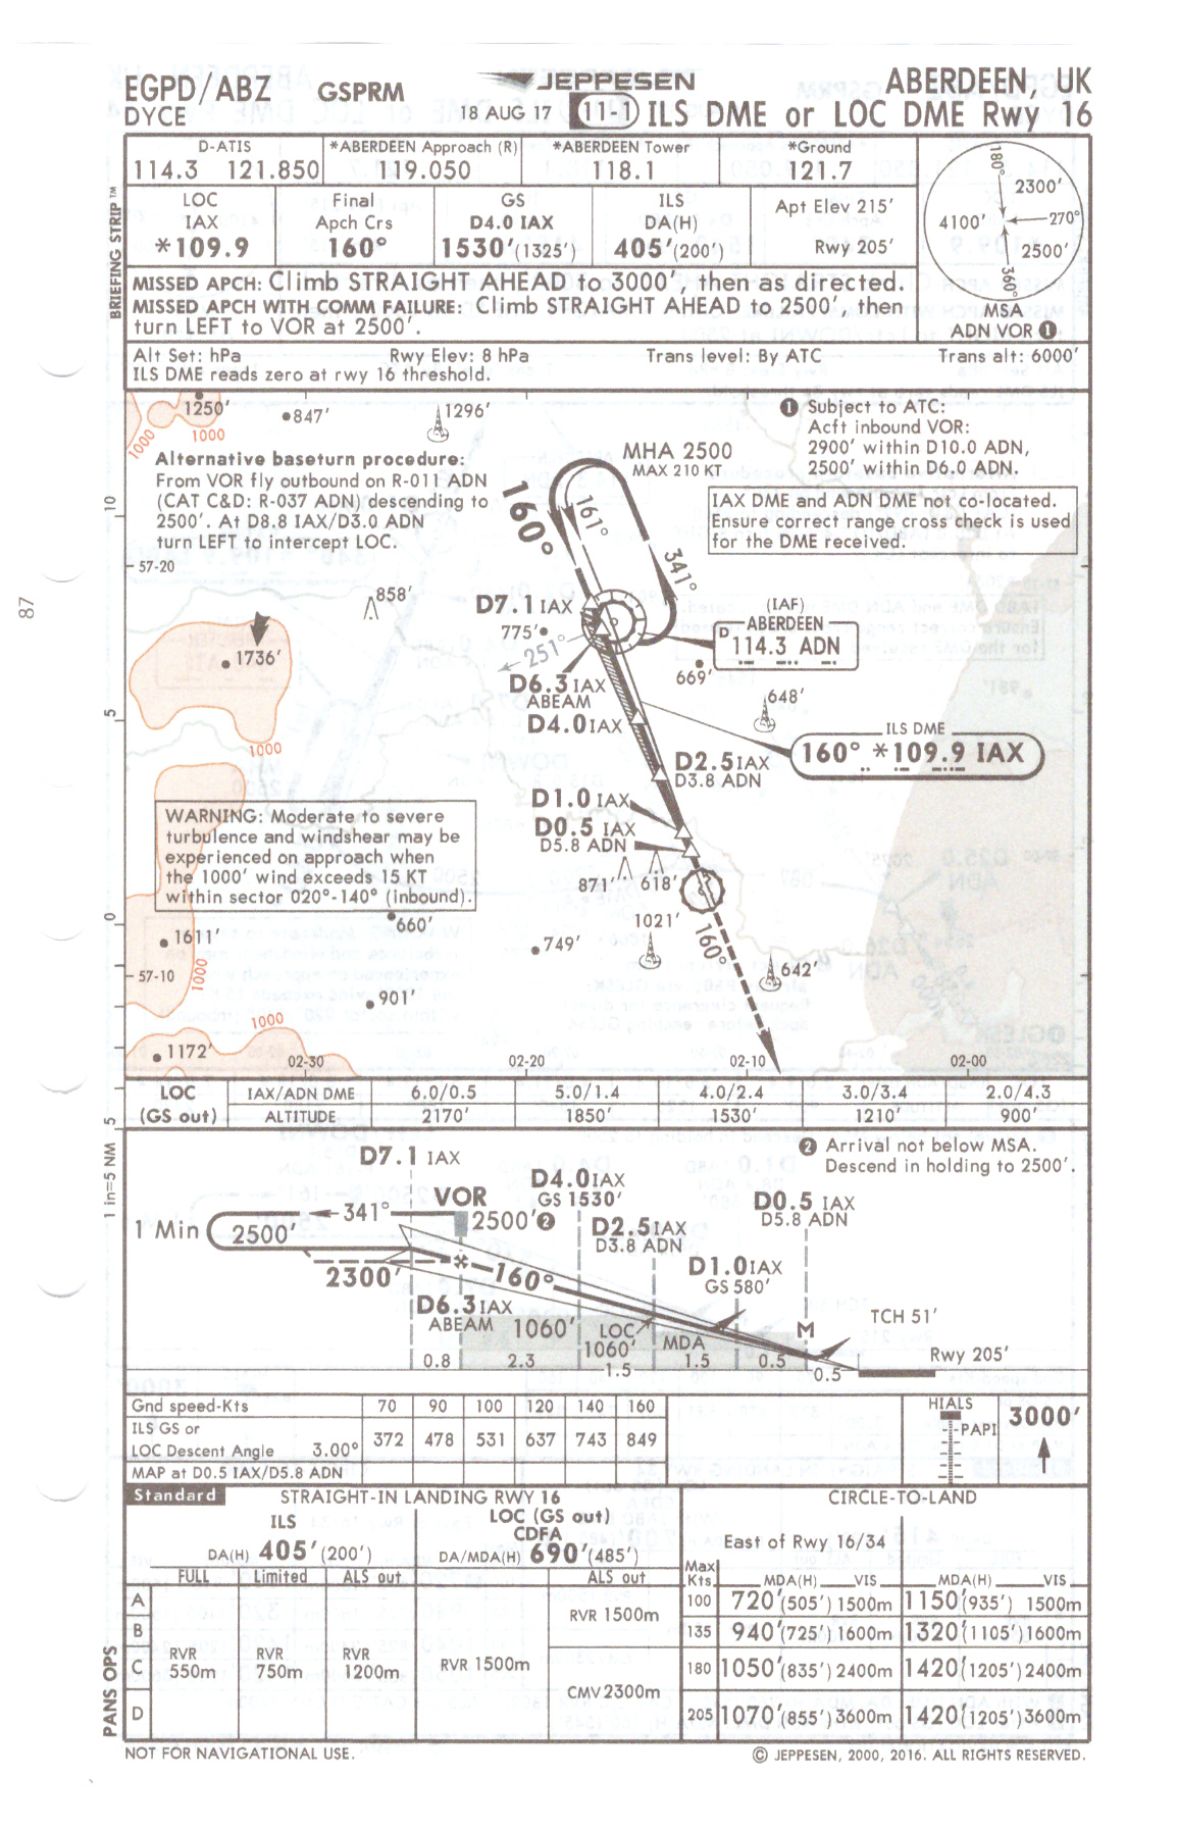 EGPD/ABZ GSPRM JEPPESEN ABERDEEN, UK
DYCE 18 AUG 17 11-1 ILS DME or LOC DME Rwy 16
D-ATIS *ABERDEEN Approach (R) *ABERDEEN Tower *Ground
114.3 121.850 119.050 118.1 121.7
LOC Final GS ILS
IAX Apch Crs D4.0 IAX DA(H) Apt Elev 215'
*109.9 160° 1530'(1325') 405'(200') Rwy 205'
BRIEFING STRIP™
MISSED APCH: Climb STRAIGHT AHEAD to 3000', then as directed.
MISSED APCH WITH COMM FAILURE: Climb STRAIGHT AHEAD to 2500', then
turn LEFT to VOR at 2500'.
180°
2300'
4100' 270°
2500'
360°
MSA
ADN VOR 1
Alt Set: hPa Rwy Elev: 8 hPa Trans level: By ATC Trans alt: 6000'
ILS DME reads zero at rwy 16 threshold.
1250' 847' 1296'
1000 1000
1 Subject to ATC:
Acft inbound VOR:
2900' within D10.0 ADN,
2500' within D6.0 ADN.
MHA 2500
MAX 210 KT
Alternative baseturn procedure:
From VOR fly outbound on R-011 ADN
(CAT C&D: R-037 ADN) descending to
2500'. At D8.8 IAX/D3.0 ADN
turn LEFT to intercept LOC.
IAX DME and ADN DME not co-located.
Ensure correct range cross check is used
for the DME received.
160° 161° 341°
10
57-20
87
858'
D7.1 IAX
775'
251°
(IAF)
ABERDEEN
D 114.3 ADN
1736'
D6.3 IAX
ABEAM
669'
648'
5
D4.0 IAX
1000
ILS DME
160° *109.9 IAX
D2.5 IAX
D3.8 ADN
D1.0 IAX
D0.5 IAX
D5.8 ADN
WARNING: Moderate to severe
turbulence and windshear may be
experienced on approach when
the 1000' wind exceeds 15 KT
within sector 020°-140° (inbound).
871' 618'
0
660' 1021'
1611' 749' 160°
1000 642'
57-10
901'
1000
1172'
02-30 02-20 02-10 02-00
LOC IAX/ADN DME 6.0/0.5 5.0/1.4 4.0/2.4 3.0/3.4 2.0/4.3
(GS out) ALTITUDE 2170' 1850' 1530' 1210' 900'
5
1 in=5 NM
D7.1 IAX
2 Arrival not below MSA.
Descend in holding to 2500'.
VOR
D4.0 IAX
GS 1530'
D0.5 IAX
D5.8 ADN
341°
1 Min 2500' 2500' 2
D2.5 IAX
D3.8 ADN
D1.0 IAX
GS 580'
2300' 160°
D6.3 IAX
ABEAM
1060' LOC
1060' MDA
M
TCH 51'
Rwy 205'
0.8 2.3 1.5 1.5 0.5 0.5
Gnd speed-Kts 70 90 100 120 140 160
ILS GS or
LOC Descent Angle 3.00° 372 478 531 637 743 849
MAP at D0.5 IAX/D5.8 ADN
HIALS
PAPI
3000'
Standard STRAIGHT-IN LANDING RWY 16 CIRCLE-TO-LAND
ILS LOC (GS out)
CDFA
DA(H) 405'(200') DA/MDA(H) 690'(485') East of Rwy 16/34
FULL Limited ALS out ALS out Max Kts. MDA(H) VIS MDA(H) VIS
A RVR 1500m 100 720'(505') 1500m 1150'(935') 1500m
B 135 940'(725') 1600m 1320'(1105') 1600m
C RVR 550m RVR 750m RVR 1200m RVR 1500m CMV 2300m 180 1050'(835') 2400m 1420'(1205') 2400m
D 205 1070'(855') 3600m 1420'(1205') 3600m
PANS OPS
NOT FOR NAVIGATIONAL USE. © JEPPESEN, 2000, 2016. ALL RIGHTS RESERVED.